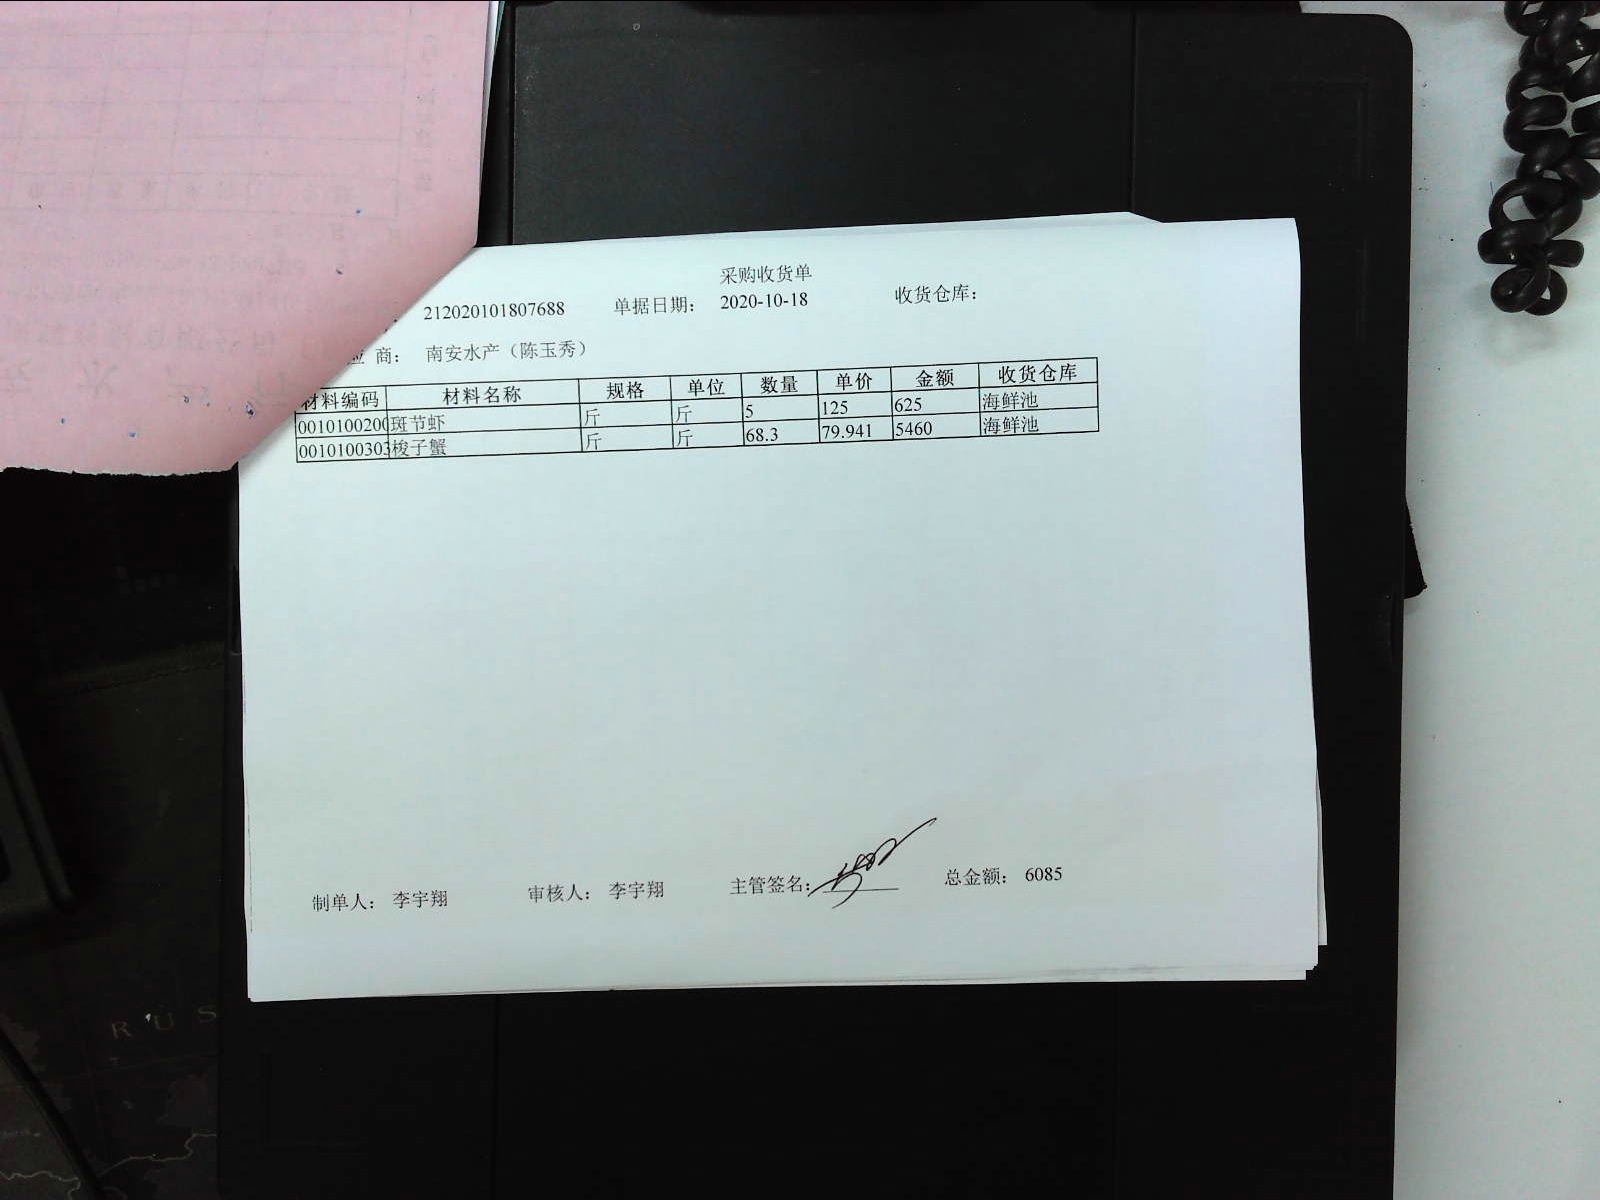 采购收货单
212020101807688 单据日期： 2020-10-18 收货仓库：
应 商： 南安水产（陈玉秀）
材料编码 材料名称 规格 单位 数量 单价 金额 收货仓库
0010100200 斑节虾 斤 斤 5 125 625 海鲜池
0010100303 梭子蟹 斤 斤 68.3 79.941 5460 海鲜池
制单人： 李宇翔 审核人： 李宇翔 主管签名： 总金额： 6085
RUS